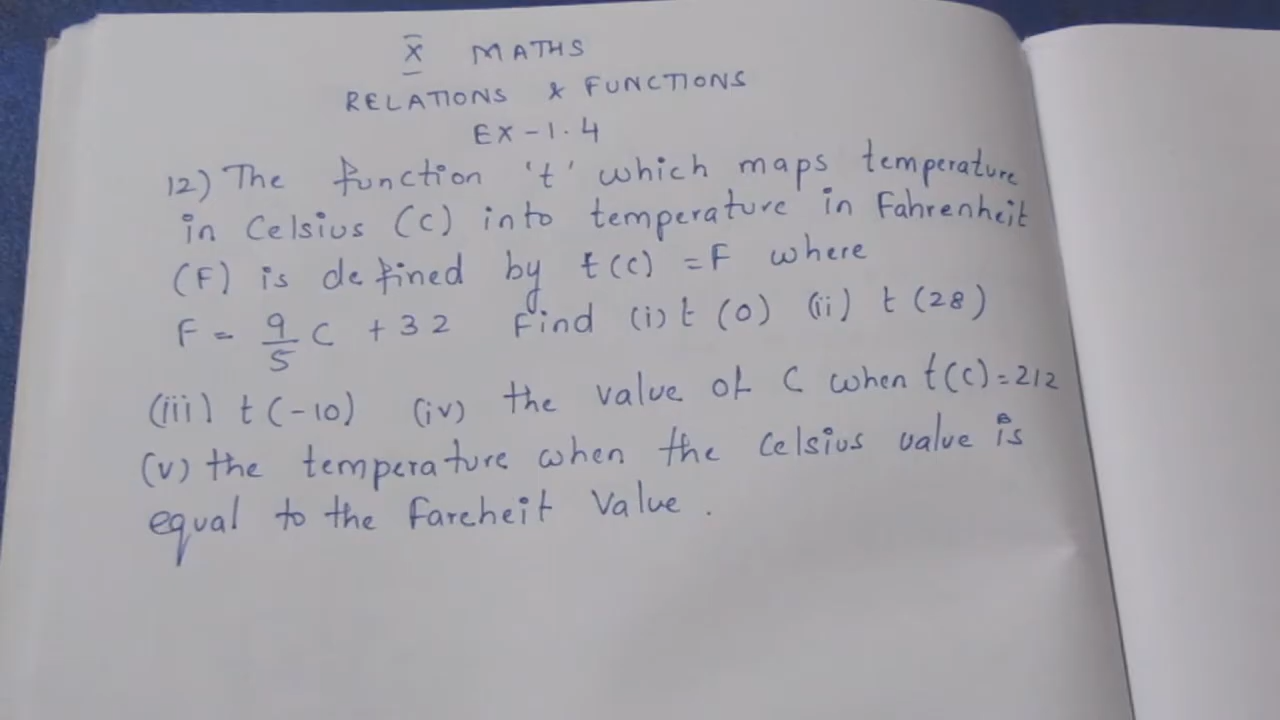 X MATHS
RELATIONS & FUNCTIONS
EX-1.4
12) The function 't' which maps temperature
in Celsius (C) into temperature in Fahrenheit
(F) is defined by t(c) = F where
F = 9/5 C + 32 Find (i) t (0) (ii) t (28)
(iii) t (-10) (iv) the value of C when t(c) = 212
(v) the temperature when the Celsius value is
equal to the fareheit Value.